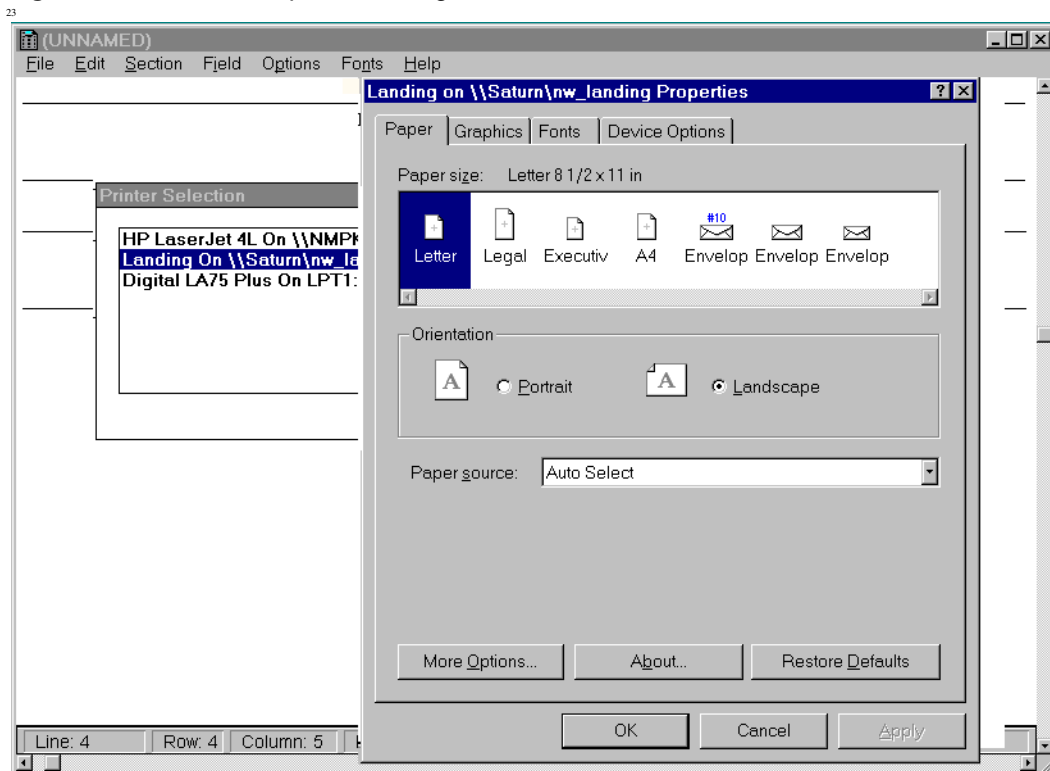 23
(UNNAMED)
File Edit Section Field Options Fonts Help
Landing on \\Saturn\nw_landing Properties
Paper Graphics Fonts Device Options
Paper size: Letter 8 1/2 x 11 in
Printer Selection
HP LaserJet 4L On \\NMPK
Landing On \\Saturn\nw_la
Digital LA75 Plus On LPT1:
#10
Letter Legal Executiv A4 Envelop Envelop Envelop
Orientation
A Portrait A Landscape
Paper source: Auto Select
More Options... About... Restore Defaults
OK Cancel Apply
Line: 4 Row: 4 Column: 5